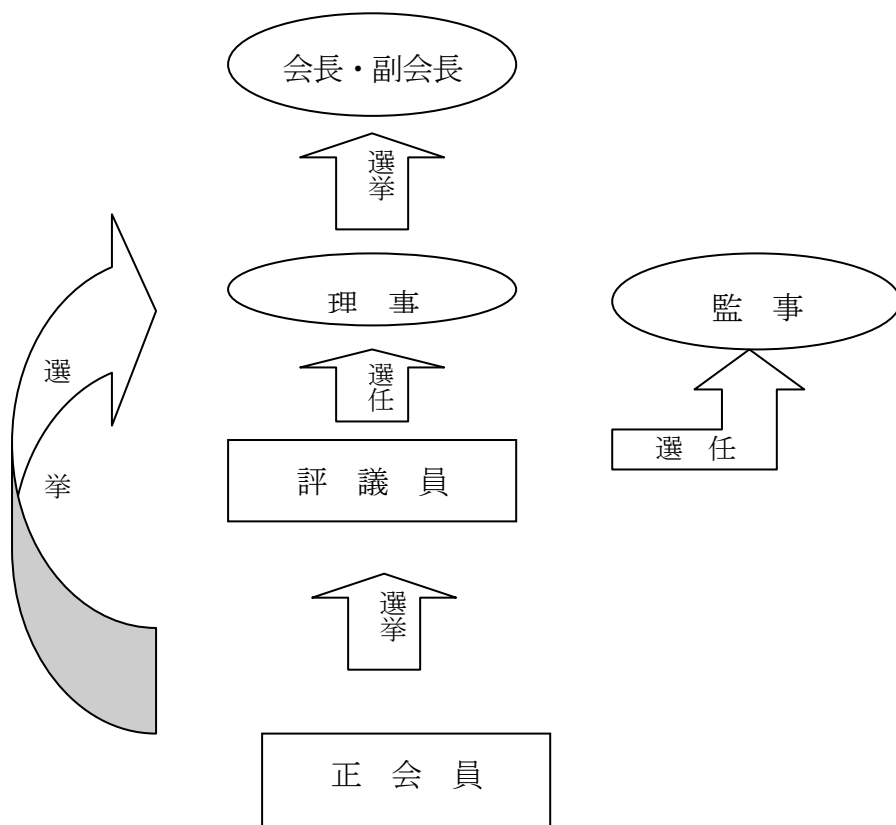 会長・副会長
選挙
理 事
監 事
選任
選
挙
評 議 員
選 任
選挙
正 会 員